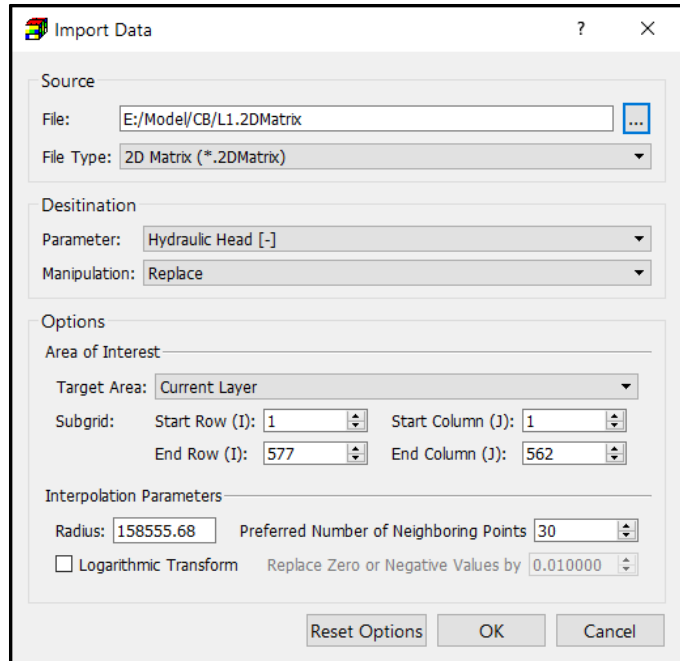 Import Data ?
Source
File: E:/Model/CB/L1.2DMatrix ...
File Type: 2D Matrix (*.2DMatrix)
Desitination
Parameter: Hydraulic Head [-]
Manipulation: Replace
Options
Area of Interest
Target Area: Current Layer
Subgrid: Start Row (I): 1 Start Column (J): 1
End Row (I): 577 End Column (J): 562
Interpolation Parameters
Radius: 158555.68 Preferred Number of Neighboring Points 30
Logarithmic Transform Replace Zero or Negative Values by 0.010000
Reset Options OK Cancel